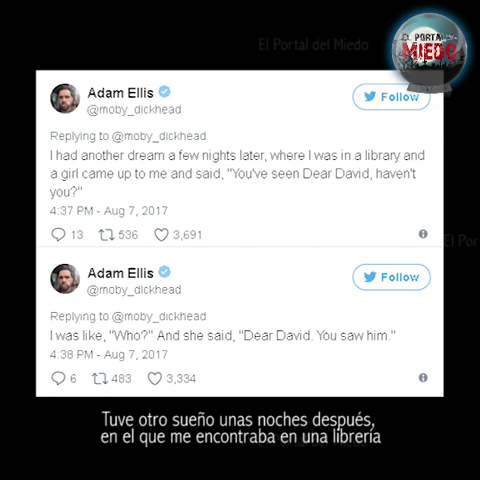 El Portal del Miedo
EL PORTAL
MIEDO
Adam Ellis
@moby_dickhead
Follow
Replying to @moby_dickhead
I had another dream a few nights later, where I was in a library and
a girl came up to me and said, "You've seen Dear David, haven't
you?"
4:37 PM - Aug 7, 2017
13 536 3,691
El Por
Adam Ellis
@moby_dickhead
Follow
Replying to @moby_dickhead
I was like, "Who?" And she said, "Dear David. You saw him."
4:38 PM - Aug 7, 2017
6 483 3,334
Tuve otro sueño unas noches después,
en el que me encontraba en una librería